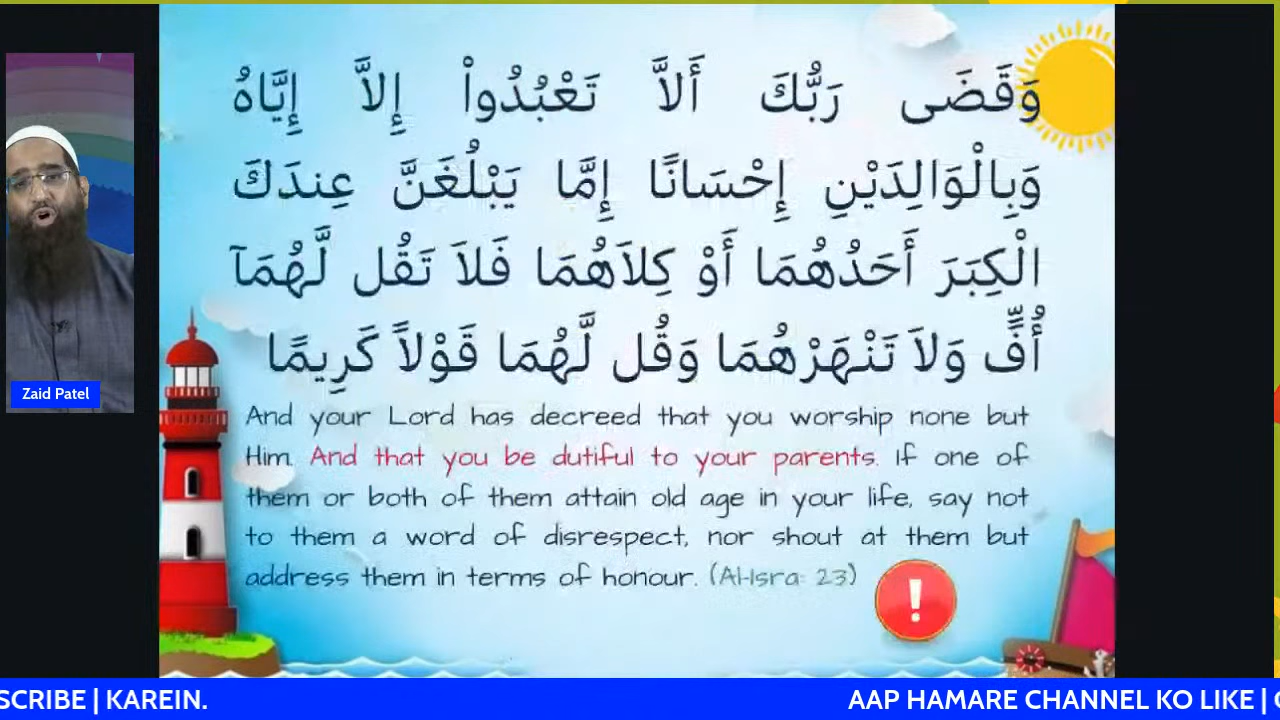 وَقَضَى رَبُّكَ أَلاَّ تَعْبُدُواْ إِلاَّ إِيَّاهُ
وَبِالْوَالِدَيْنِ إِحْسَانًا إِمَّا يَبْلُغَنَّ عِندَكَ
الْكِبَرَ أَحَدُهُمَا أَوْ كِلاَهُمَا فَلاَ تَقُل لَّهُمَآ
أُفٍّ وَلاَ تَنْهَرْهُمَا وَقُل لَّهُمَا قَوْلاً كَرِيمًا
And your Lord has decreed that you worship none but
Him. And that you be dutiful to your parents. If one of
them or both of them attain old age in your life, say not
to them a word of disrespect, nor shout at them but
address them in terms of honour. (Al-Isra: 23)
!
Zaid Patel
SCRIBE | KAREIN. AAP HAMARE CHANNEL KO LIKE |